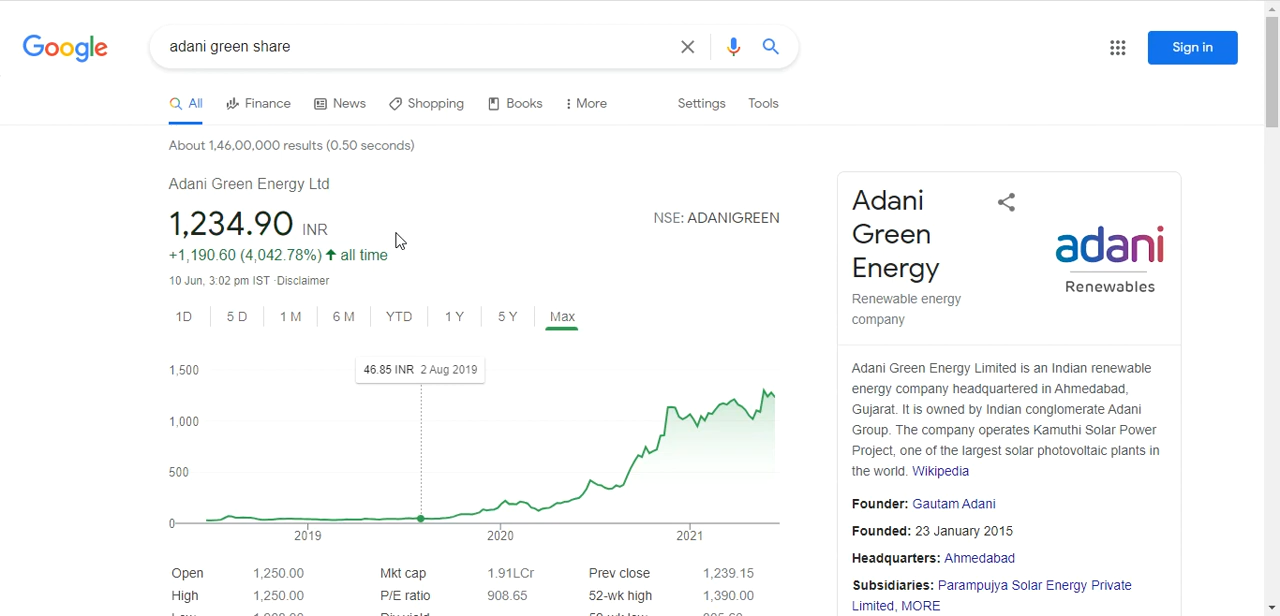 Google
adani green share
Sign in
All Finance News Shopping Books More Settings Tools
About 1,46,00,000 results (0.50 seconds)
Adani Green Energy Ltd
1,234.90 INR
NSE: ADANIGREEN
+1,190.60 (4,042.78%) ↑ all time
10 Jun, 3:02 pm IST ·Disclaimer
1D 5 D 1 M 6 M YTD 1 Y 5 Y Max
46.85 INR 2 Aug 2019
1,500
1,000
500
0
2019 2020 2021
Open 1,250.00 Mkt cap 1.91LCr Prev close 1,239.15
High 1,250.00 P/E ratio 908.65 52-wk high 1,390.00
Adani
Green
Energy
Renewable energy
company
adani
Renewables
Adani Green Energy Limited is an Indian renewable
energy company headquartered in Ahmedabad,
Gujarat. It is owned by Indian conglomerate Adani
Group. The company operates Kamuthi Solar Power
Project, one of the largest solar photovoltaic plants in
the world. Wikipedia
Founder: Gautam Adani
Founded: 23 January 2015
Headquarters: Ahmedabad
Subsidiaries: Parampujya Solar Energy Private
Limited, MORE